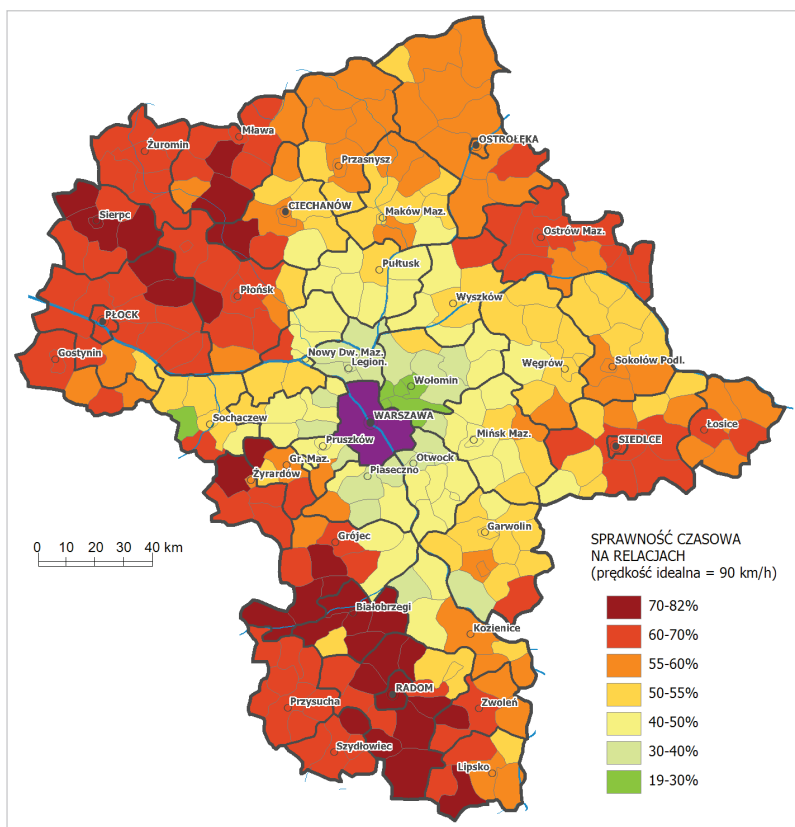 Mława
Żuromin
OSTROŁĘKA
Przasnysz
CIECHANÓW
Sierpc
Maków Maz.
Ostrów Maz.
Pułtusk
Płońsk
Wyszków
PŁOCK
Gostynin
Nowy Dw. Maz.
Legion.
Węgrów
Sokołów Podl.
Wołomin
Sochaczew
WARSZAWA
Łosice
Mińsk Maz.
SIEDLCE
Pruszków
Gr. Maz.
Otwock
Piaseczno
Żyrardów
Garwolin
Grójec
SPRAWNOŚĆ CZASOWA
NA RELACJACH
(prędkość idealna = 90 km/h)
0 10 20 30 40 km
Białobrzegi
Kozienice
70-82%
60-70%
55-60%
50-55%
40-50%
30-40%
19-30%
RADOM
Przysucha
Zwoleń
Szydłowiec
Lipsko